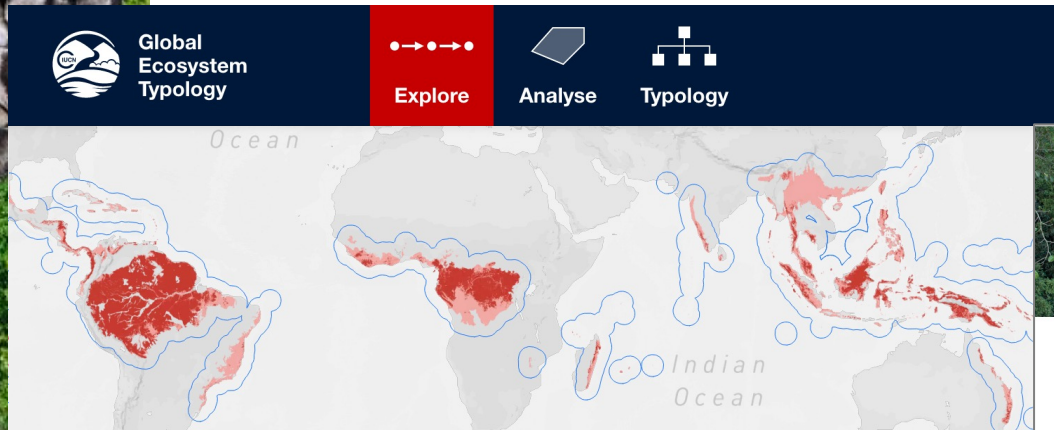 IUCN
Global
Ecosystem
Typology
Explore
Analyse
Typology
Ocean
Indian
Ocean